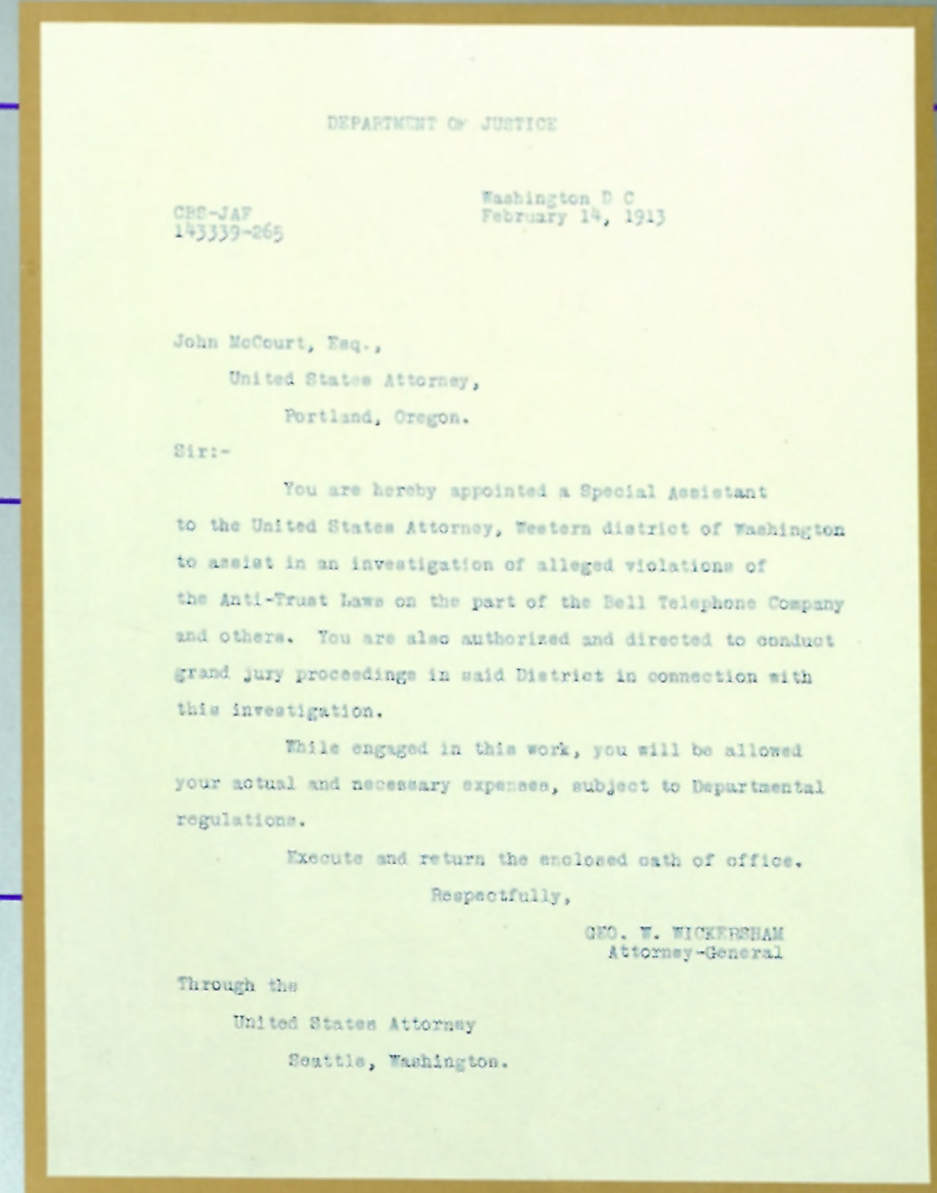 DEPARTMENT OF JUSTICE
Washington D C
CBS-JAF
February 14, 1913
143339-265
John McCourt, Esq.,
United States Attorney,
Portland, Oregon.
Sir:-
You are hereby appointed a Special Assistant
to the United States Attorney, Western district of Washington
to assist in an investigation of alleged violations of
the Anti-Trust Laws on the part of the Bell Telephone Company
and others. You are also authorized and directed to conduct
grand jury proceedings in said District in connection with
this investigation.
While engaged in this work, you will be allowed
your actual and necessary expenses, subject to Departmental
regulations.
Execute and return the enclosed oath of office.
Respectfully,
GEO. W. WICKERSHAM
Attorney-General
Through the
United States Attorney
Seattle, Washington.